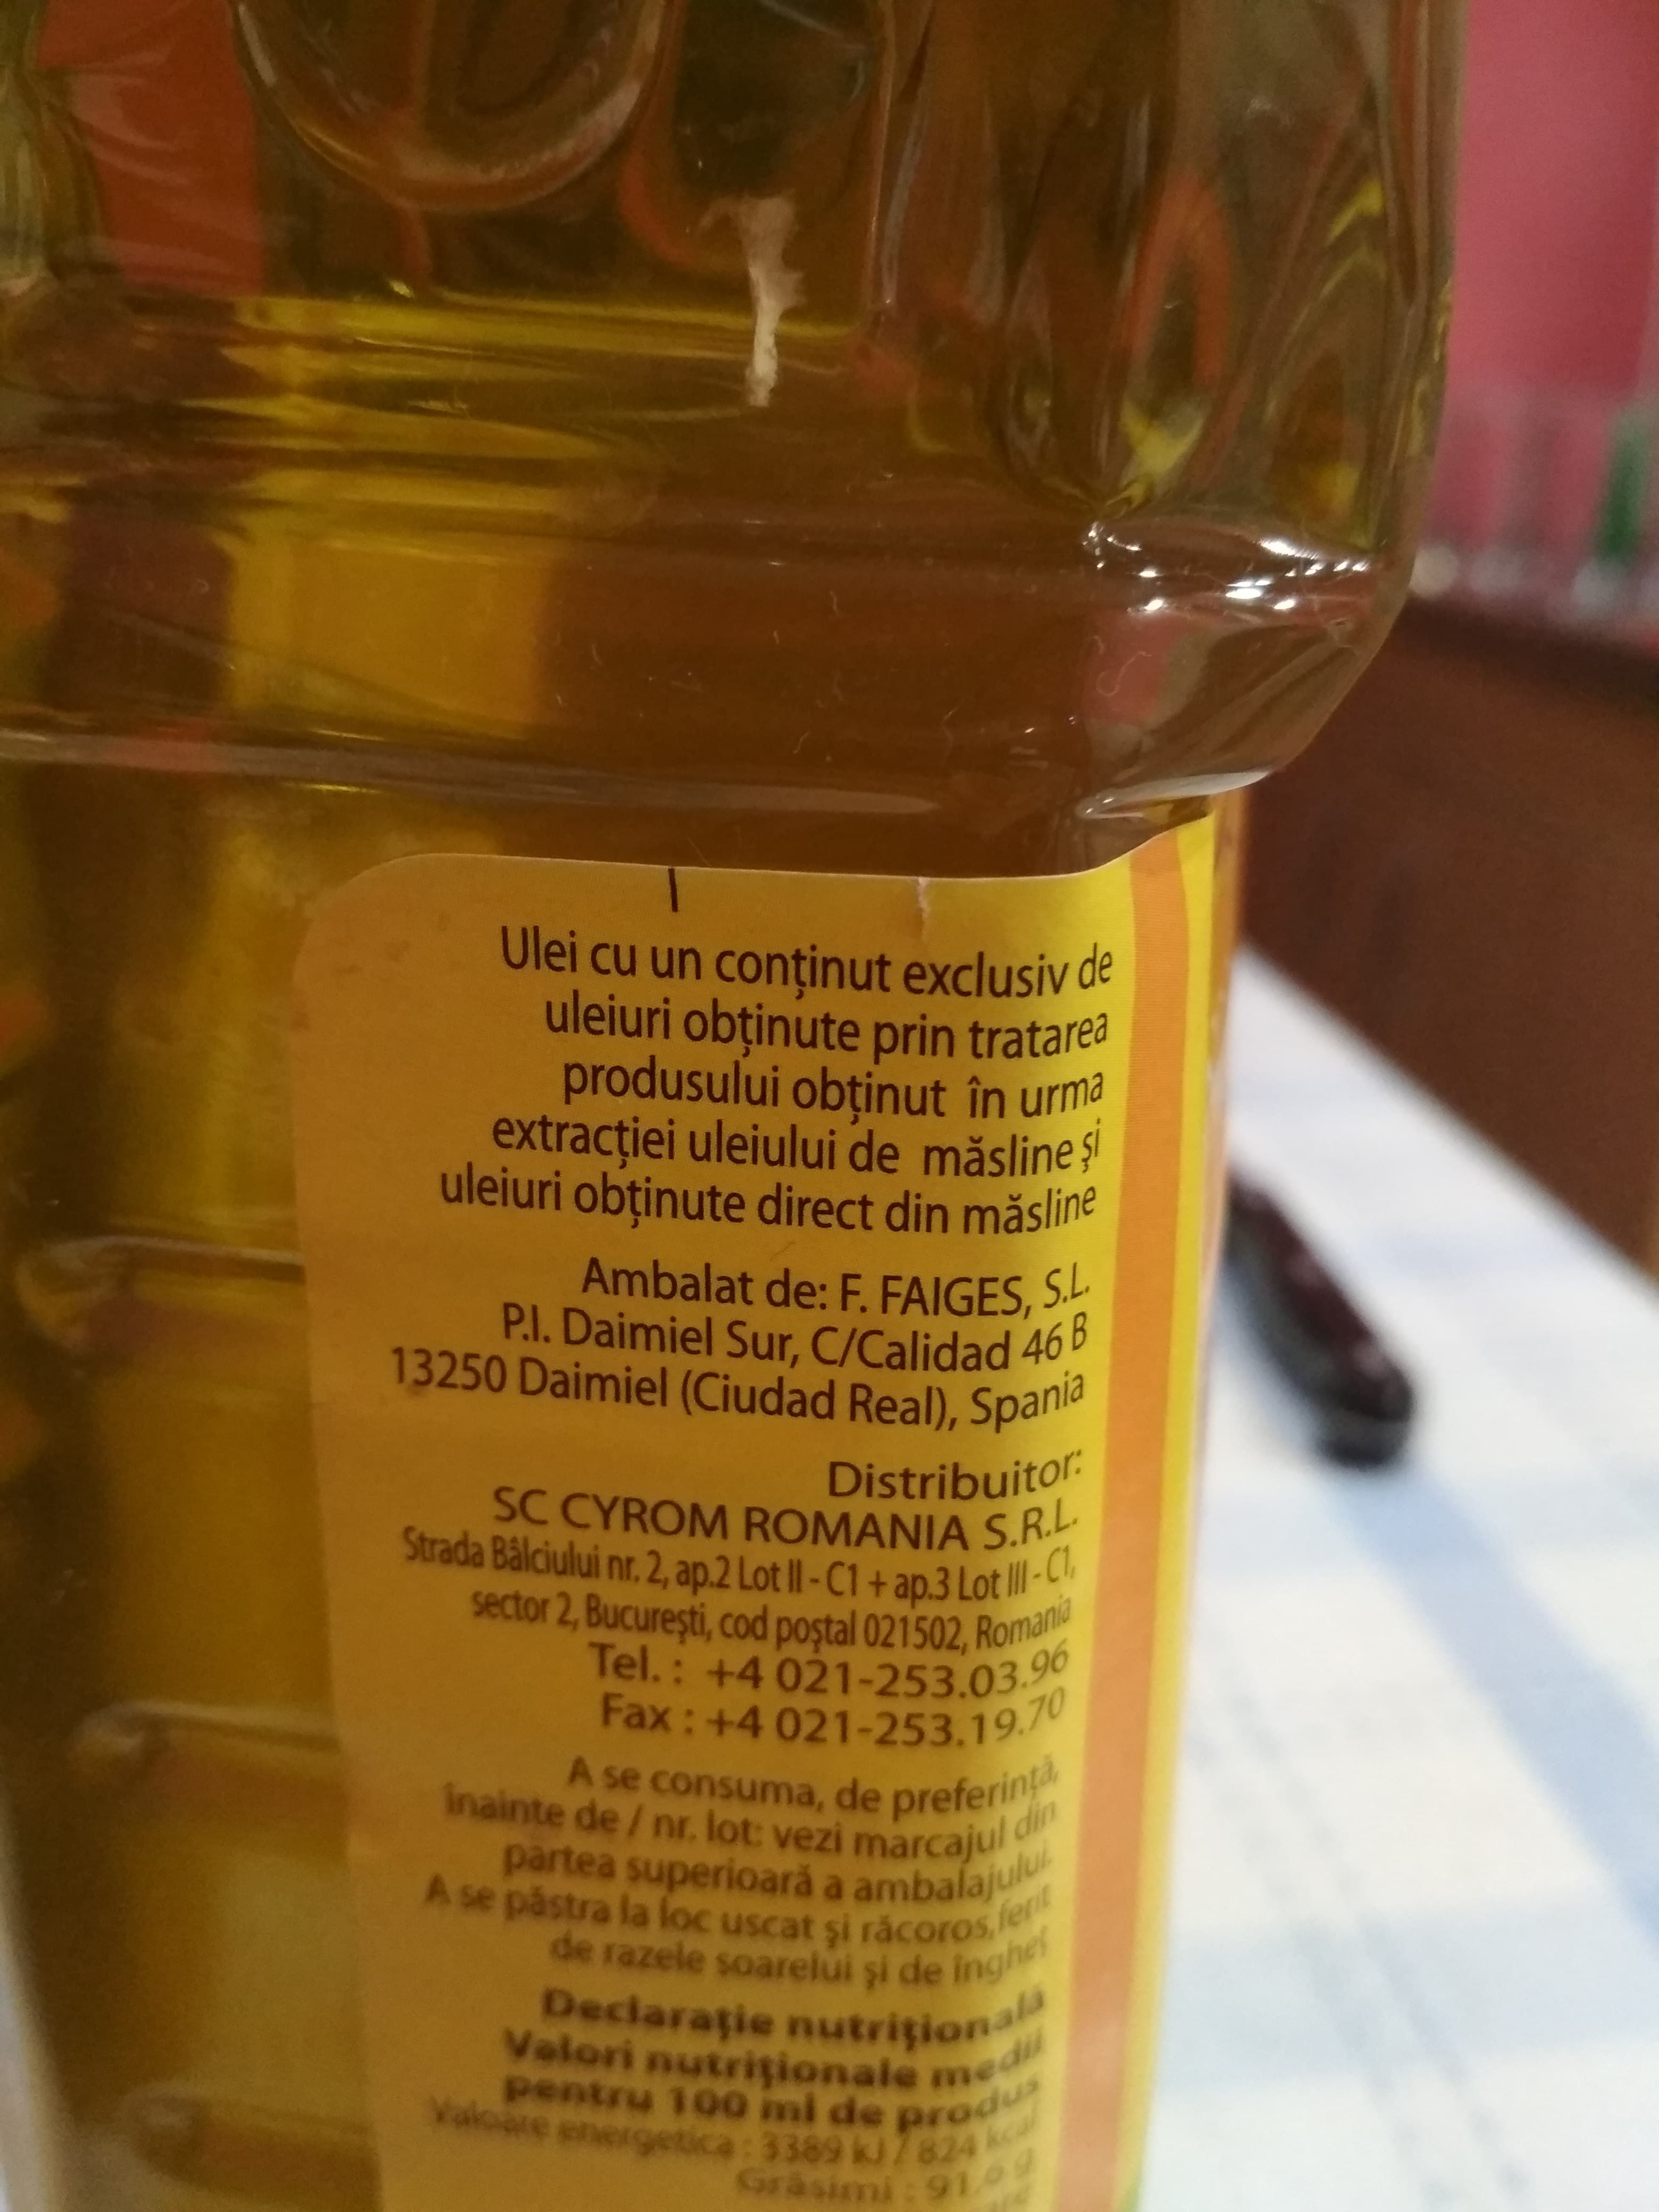 Ulei cu un conținut exclusiv de
uleiuri obținute prin tratarea
produsului obținut în urma
extracției uleiului de măsline și
uleiuri obținute direct din măsline
Ambalat de: F. FAIGES, S.L.
P.I. Daimiel Sur, C/Calidad 46 B
13250 Daimiel (Ciudad Real), Spania
Distribuitor:
SC CYROM ROMANIA S.R.L.
Strada Bâlciului nr. 2, ap.2 Lot II - C1 + ap.3 Lot III - C1,
sector 2, București, cod poștal 021502, Romania
Tel. : +4 021-253.03.96
Fax : +4 021-253.19.70
A se consuma, de preferință,
înainte de / nr. lot: vezi marcajul din
partea superioară a ambalajului.
A se păstra la loc uscat și răcoros, ferit
de razele soarelui și de îngheț
Declarație nutrițională
Valori nutriționale medii
pentru 100 ml de produs
Valoare energetica : 3389 kJ / 824 kcal
Grăsimi : 91,6 g